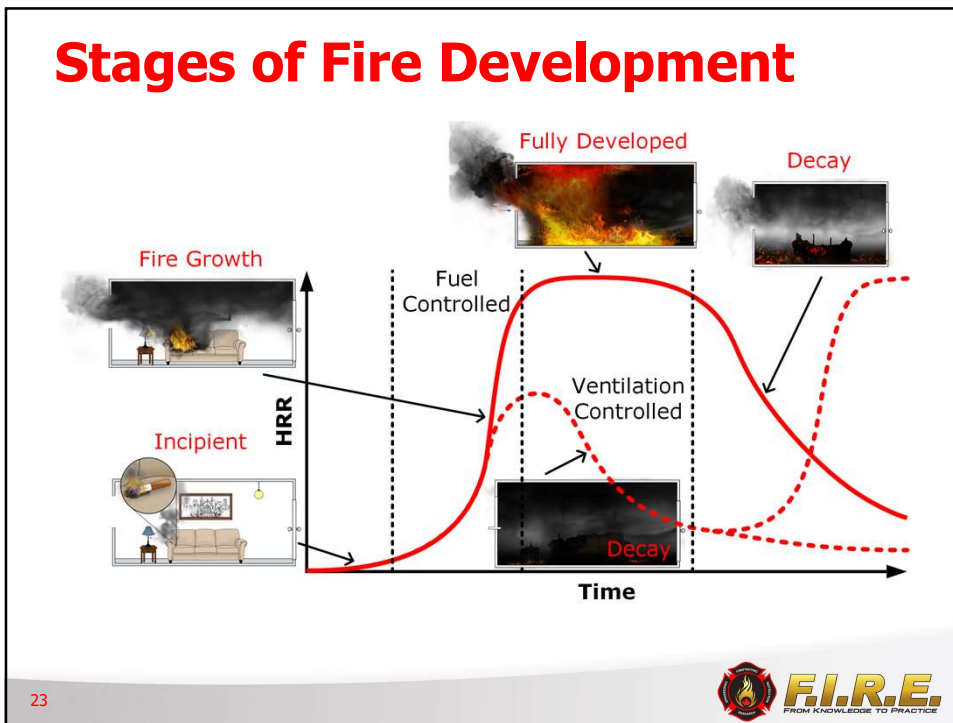 Stages of Fire Development
Fully Developed
Decay
Fire Growth
Fuel
Controlled
Ventilation
Controlled
HRR
Incipient
Decay
Time
23
F.I.R.E.
FROM KNOWLEDGE TO PRACTICE